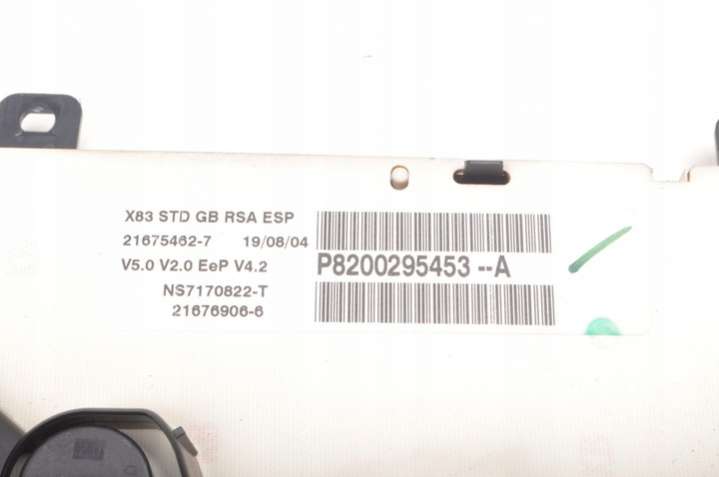 X83 STD GB RSA ESP
21675462-7 19/08/04
V5.0 V2.0 EeP V4.2
NS7170822-T
21676906-6
P8200295453--A